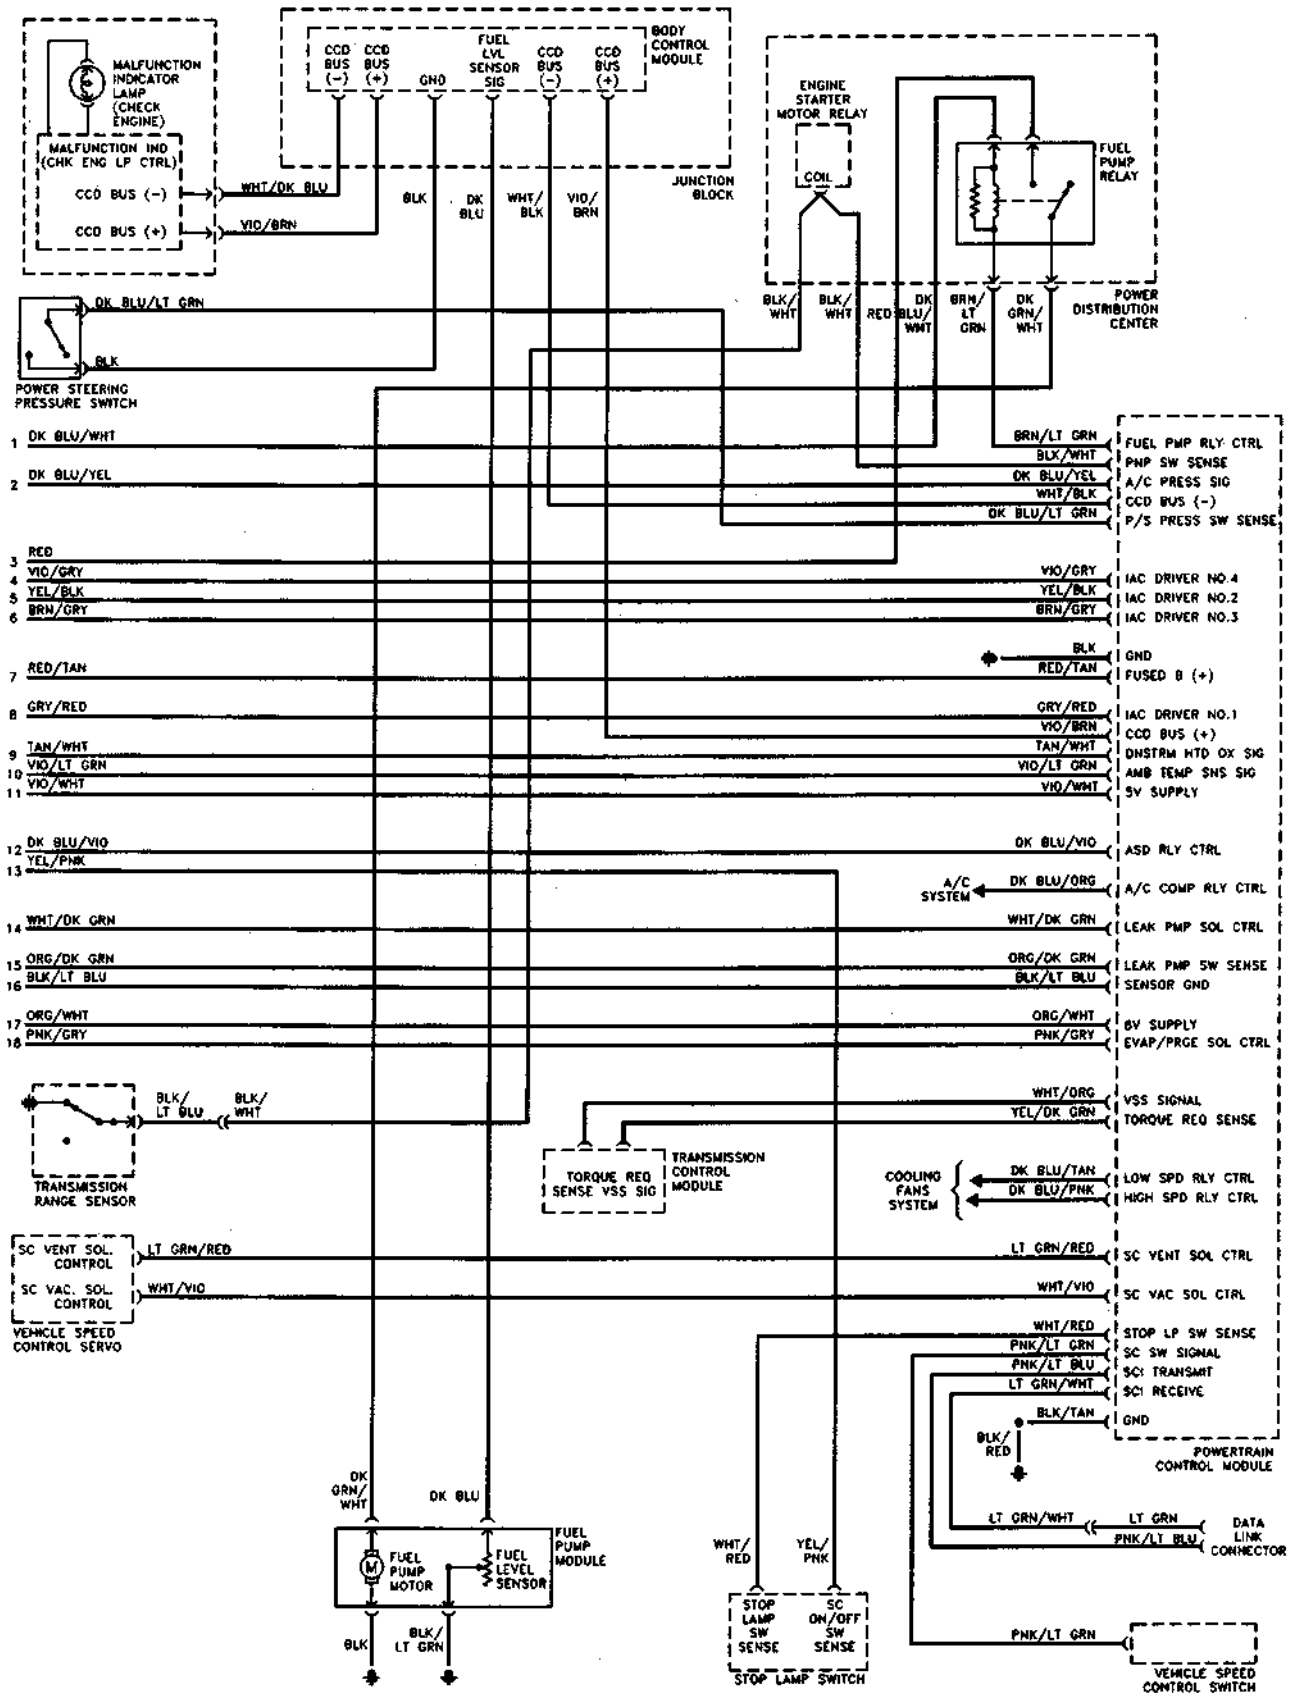 MALFUNCTION
INDICATOR
LAMP
(CHECK
ENGINE)
MALFUNCTION IND
(CHK ENG LP CTRL)
CCD BUS (-)
CCD BUS (+)
WHT/DK BLU
VIO/BRN
CCD
BUS
(-)
CCD
BUS
(+)
GND
FUEL
LVL
SENSOR
SIG
CCD
BUS
(-)
CCD
BUS
(+)
BODY
CONTROL
MODULE
JUNCTION
BLOCK
BLK
DK
BLU
WHT/
BLK
VIO/
BRN
ENGINE
STARTER
MOTOR RELAY
COIL
FUEL
PUMP
RELAY
POWER
DISTRIBUTION
CENTER
BLK/
WHT
BLK/
WHT
RED
DK
BLU/
WHT
BRN/
LT
GRN
DK
GRN/
WHT
DK BLU/LT GRN
BLK
POWER STEERING
PRESSURE SWITCH
1 DK BLU/WHT
2 DK BLU/YEL
3 RED
4 VIO/GRY
5 YEL/BLK
6 BRN/GRY
7 RED/TAN
8 GRY/RED
9 TAN/WHT
10 VIO/LT GRN
11 VIO/WHT
12 DK BLU/VIO
13 YEL/PNK
14 WHT/DK GRN
15 ORG/DK GRN
16 BLK/LT BLU
17 ORG/WHT
18 PNK/GRY
BRN/LT GRN FUEL PMP RLY CTRL
BLK/WHT PNP SW SENSE
DK BLU/YEL A/C PRESS SIG
WHT/BLK CCD BUS (-)
DK BLU/LT GRN P/S PRESS SW SENSE
VIO/GRY IAC DRIVER NO.4
YEL/BLK IAC DRIVER NO.2
BRN/GRY IAC DRIVER NO.3
BLK GND
RED/TAN FUSED B (+)
GRY/RED IAC DRIVER NO.1
VIO/BRN CCD BUS (+)
TAN/WHT DNSTRM HTD OX SIG
VIO/LT GRN AMB TEMP SNS SIG
VIO/WHT 5V SUPPLY
DK BLU/VIO ASD RLY CTRL
A/C
SYSTEM
DK BLU/ORG A/C COMP RLY CTRL
WHT/DK GRN LEAK PMP SOL CTRL
ORG/DK GRN LEAK PMP SW SENSE
BLK/LT BLU SENSOR GND
ORG/WHT 8V SUPPLY
PNK/GRY EVAP/PRGE SOL CTRL
WHT/ORG VSS SIGNAL
YEL/DK GRN TORQUE REQ SENSE
COOLING
FANS
SYSTEM
DK BLU/TAN LOW SPD RLY CTRL
DK BLU/PNK HIGH SPD RLY CTRL
LT GRN/RED SC VENT SOL CTRL
WHT/VIO SC VAC SOL CTRL
WHT/RED STOP LP SW SENSE
PNK/LT GRN SC SW SIGNAL
PNK/LT BLU SCI TRANSMIT
LT GRN/WHT SCI RECEIVE
BLK/TAN GND
BLK/
RED
POWERTRAIN
CONTROL MODULE
BLK/
LT BLU
BLK/
WHT
TRANSMISSION
RANGE SENSOR
TORQUE REQ
SENSE VSS SIG
TRANSMISSION
CONTROL
MODULE
SC VENT SOL.
CONTROL
SC VAC. SOL.
CONTROL
LT GRN/RED
WHT/VIO
VEHICLE SPEED
CONTROL SERVO
DK
GRN/
WHT
DK BLU
FUEL
PUMP
MODULE
M
FUEL
PUMP
MOTOR
FUEL
LEVEL
SENSOR
BLK
BLK/
LT GRN
WHT/
RED
YEL/
PNK
STOP
LAMP
SW
SENSE
SC
ON/OFF
SW
SENSE
STOP LAMP SWITCH
LT GRN/WHT
LT GRN
PNK/LT BLU
DATA
LINK
CONNECTOR
PNK/LT GRN
VEHICLE SPEED
CONTROL SWITCH